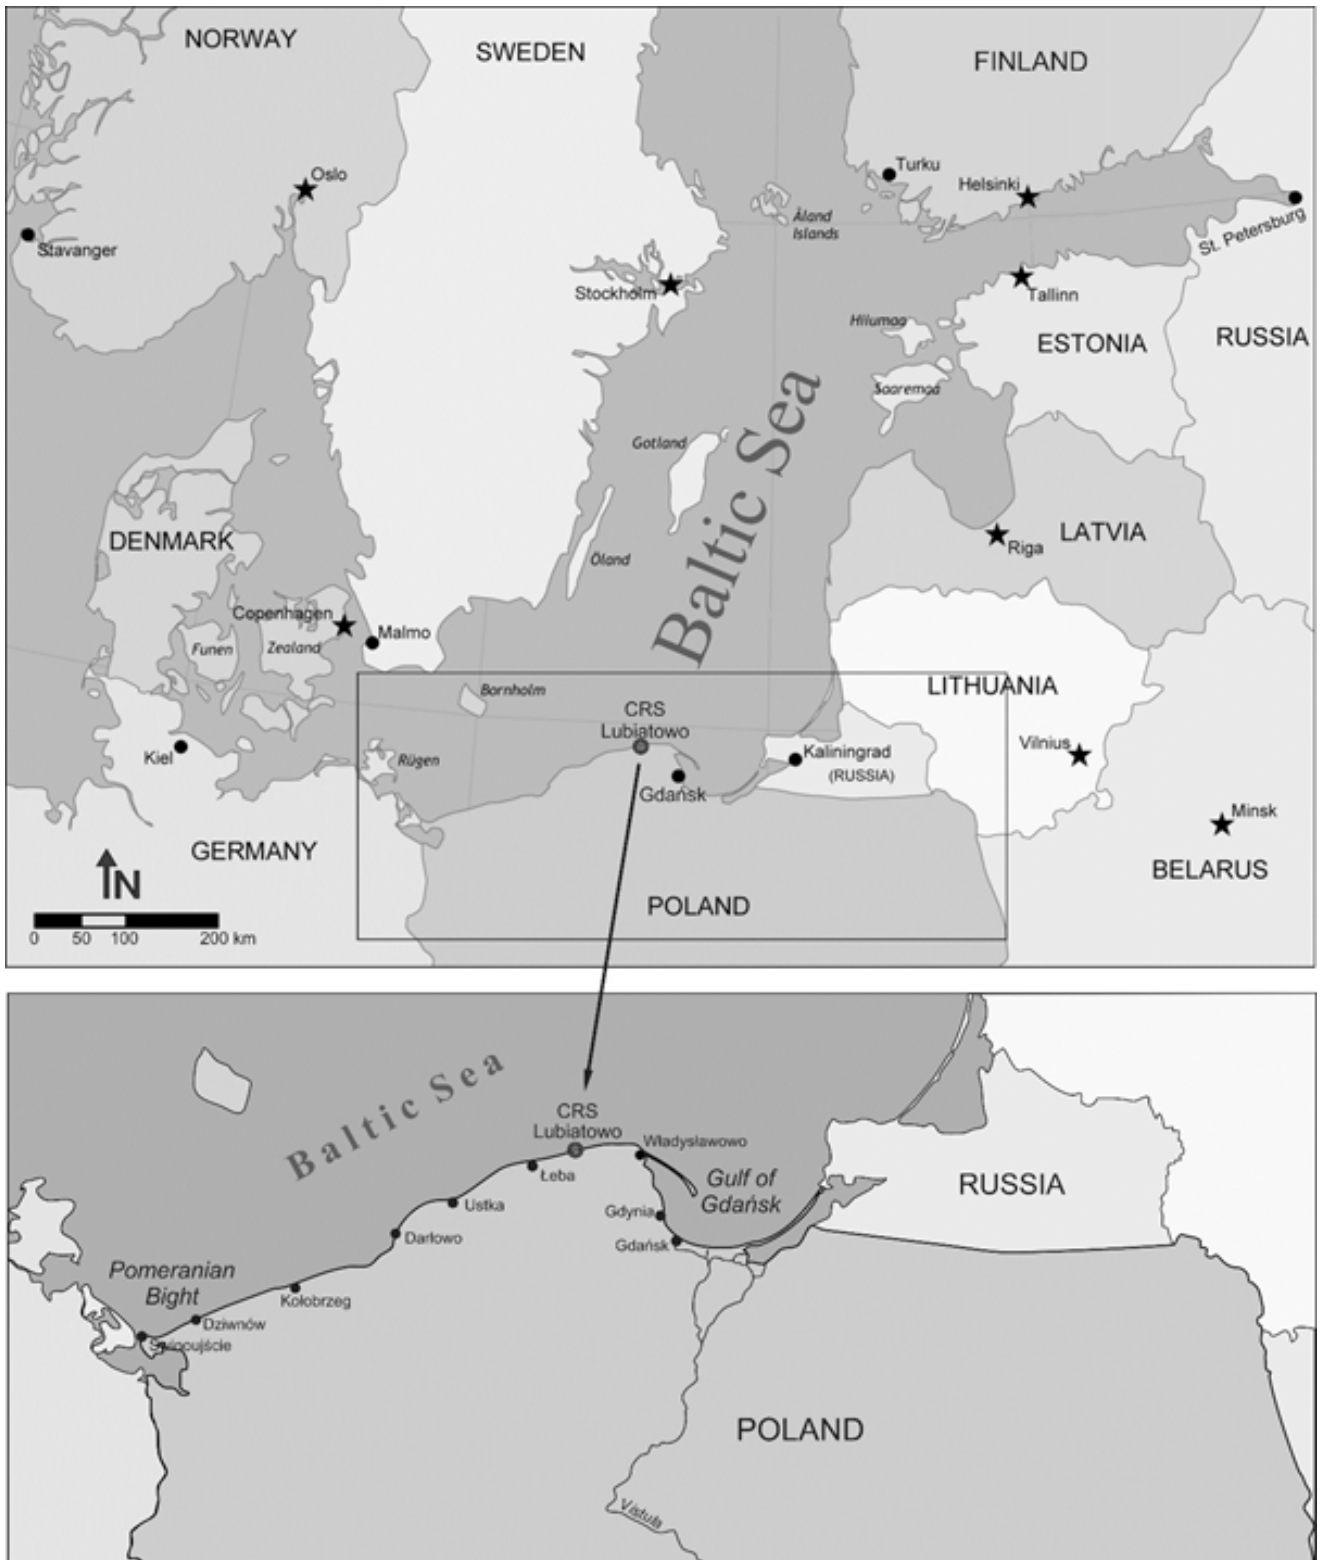 NORWAY
SWEDEN
FINLAND
Turku
Oslo
Helsinki
Åland
Islands
Stavanger
St. Petersburg
Stockholm
Tallinn
Hiiumaa
ESTONIA
RUSSIA
Saaremaa
Baltic Sea
Gotland
DENMARK
LATVIA
Riga
Öland
Copenhagen
Malmo
Funen
Zealand
Bornholm
LITHUANIA
CRS
Lubiatowo
Kaliningrad
(RUSSIA)
Vilnius
Kiel
Rügen
Gdańsk
Minsk
GERMANY
BELARUS
N
POLAND
0 50 100 200 km
Baltic Sea
CRS
Lubiatowo
Władysławowo
Łeba
Gulf of
Gdańsk
RUSSIA
Ustka
Gdynia
Darłowo
Gdańsk
Pomeranian
Bight
Kołobrzeg
Dziwnów
Świnoujście
POLAND
Vistula